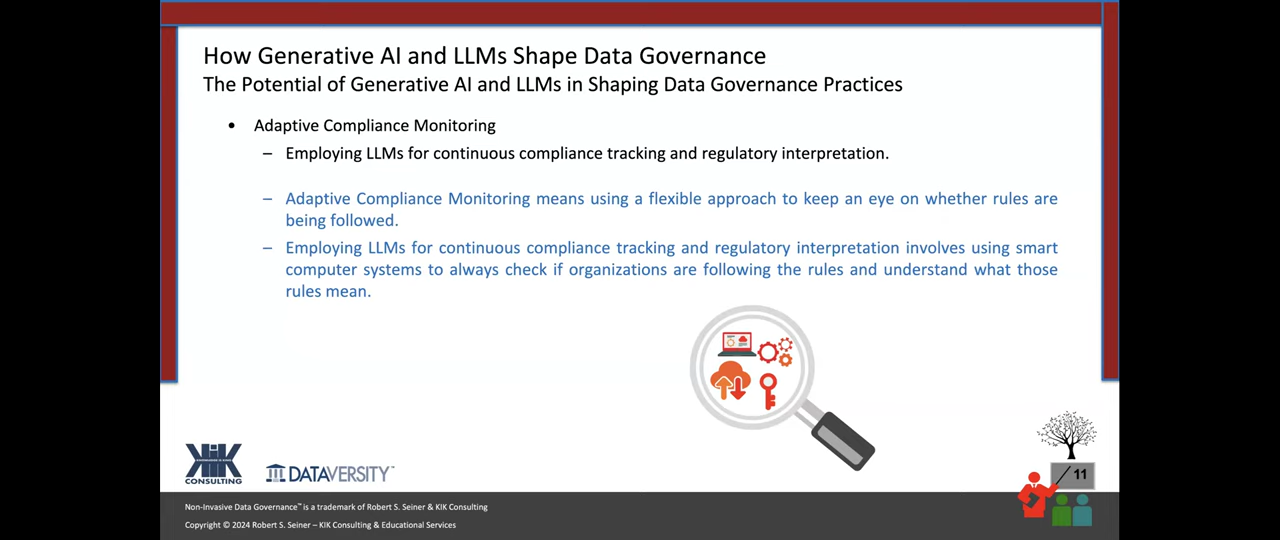 How Generative AI and LLMs Shape Data Governance
The Potential of Generative AI and LLMs in Shaping Data Governance Practices
• Adaptive Compliance Monitoring
– Employing LLMs for continuous compliance tracking and regulatory interpretation.
– Adaptive Compliance Monitoring means using a flexible approach to keep an eye on whether rules are
being followed.
– Employing LLMs for continuous compliance tracking and regulatory interpretation involves using smart
computer systems to always check if organizations are following the rules and understand what those
rules mean.
KIK
CONSULTING
DATAVERSITY™
11
Non-Invasive Data Governance™ is a trademark of Robert S. Seiner & KIK Consulting
Copyright © 2024 Robert S. Seiner – KIK Consulting & Educational Services